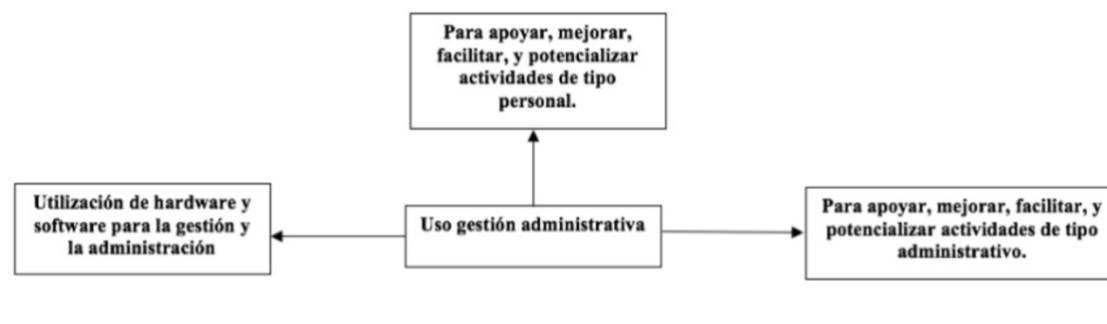 Para apoyar, mejorar,
facilitar, y potencializar
actividades de tipo
personal.
Utilización de hardware y
software para la gestión y
la administración
Uso gestión administrativa
Para apoyar, mejorar, facilitar, y
potencializar actividades de tipo
administrativo.